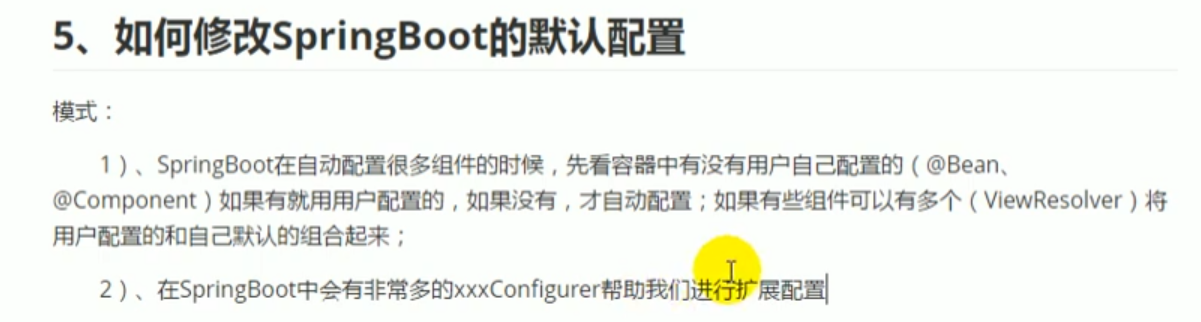 5、如何修改SpringBoot的默认配置
模式：
1）、SpringBoot在自动配置很多组件的时候，先看容器中有没有用户自己配置的（@Bean、
@Component）如果有就用用户配置的，如果没有，才自动配置；如果有些组件可以有多个（ViewResolver）将
用户配置的和自己默认的组合起来；
2）、在SpringBoot中会有非常多的xxxConfigurer帮助我们进行扩展配置